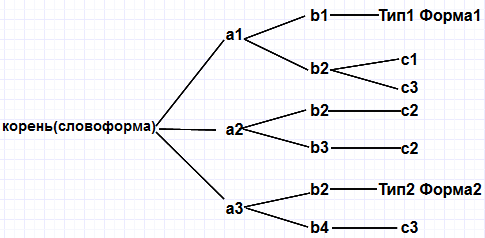 b1 Тип1 Форма1
a1
b2 c1
c3
корень(словоформа) a2 b2 c2
b3 c2
b2 Тип2 Форма2
a3
b4 c3